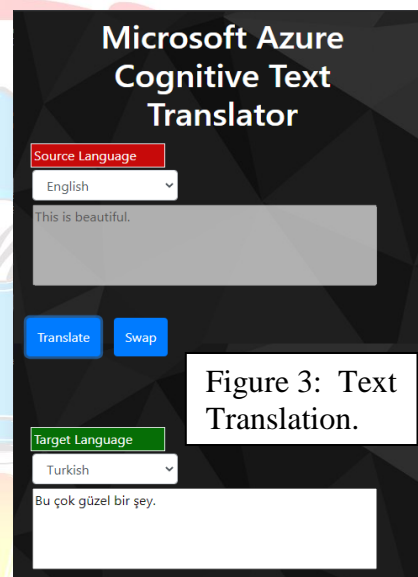 Microsoft Azure
Cognitive Text
Translator
Source Language
English
This is beautiful.
Translate
Swap
Figure 3: Text
Translation.
Target Language
Turkish
Bu çok güzel bir şey.